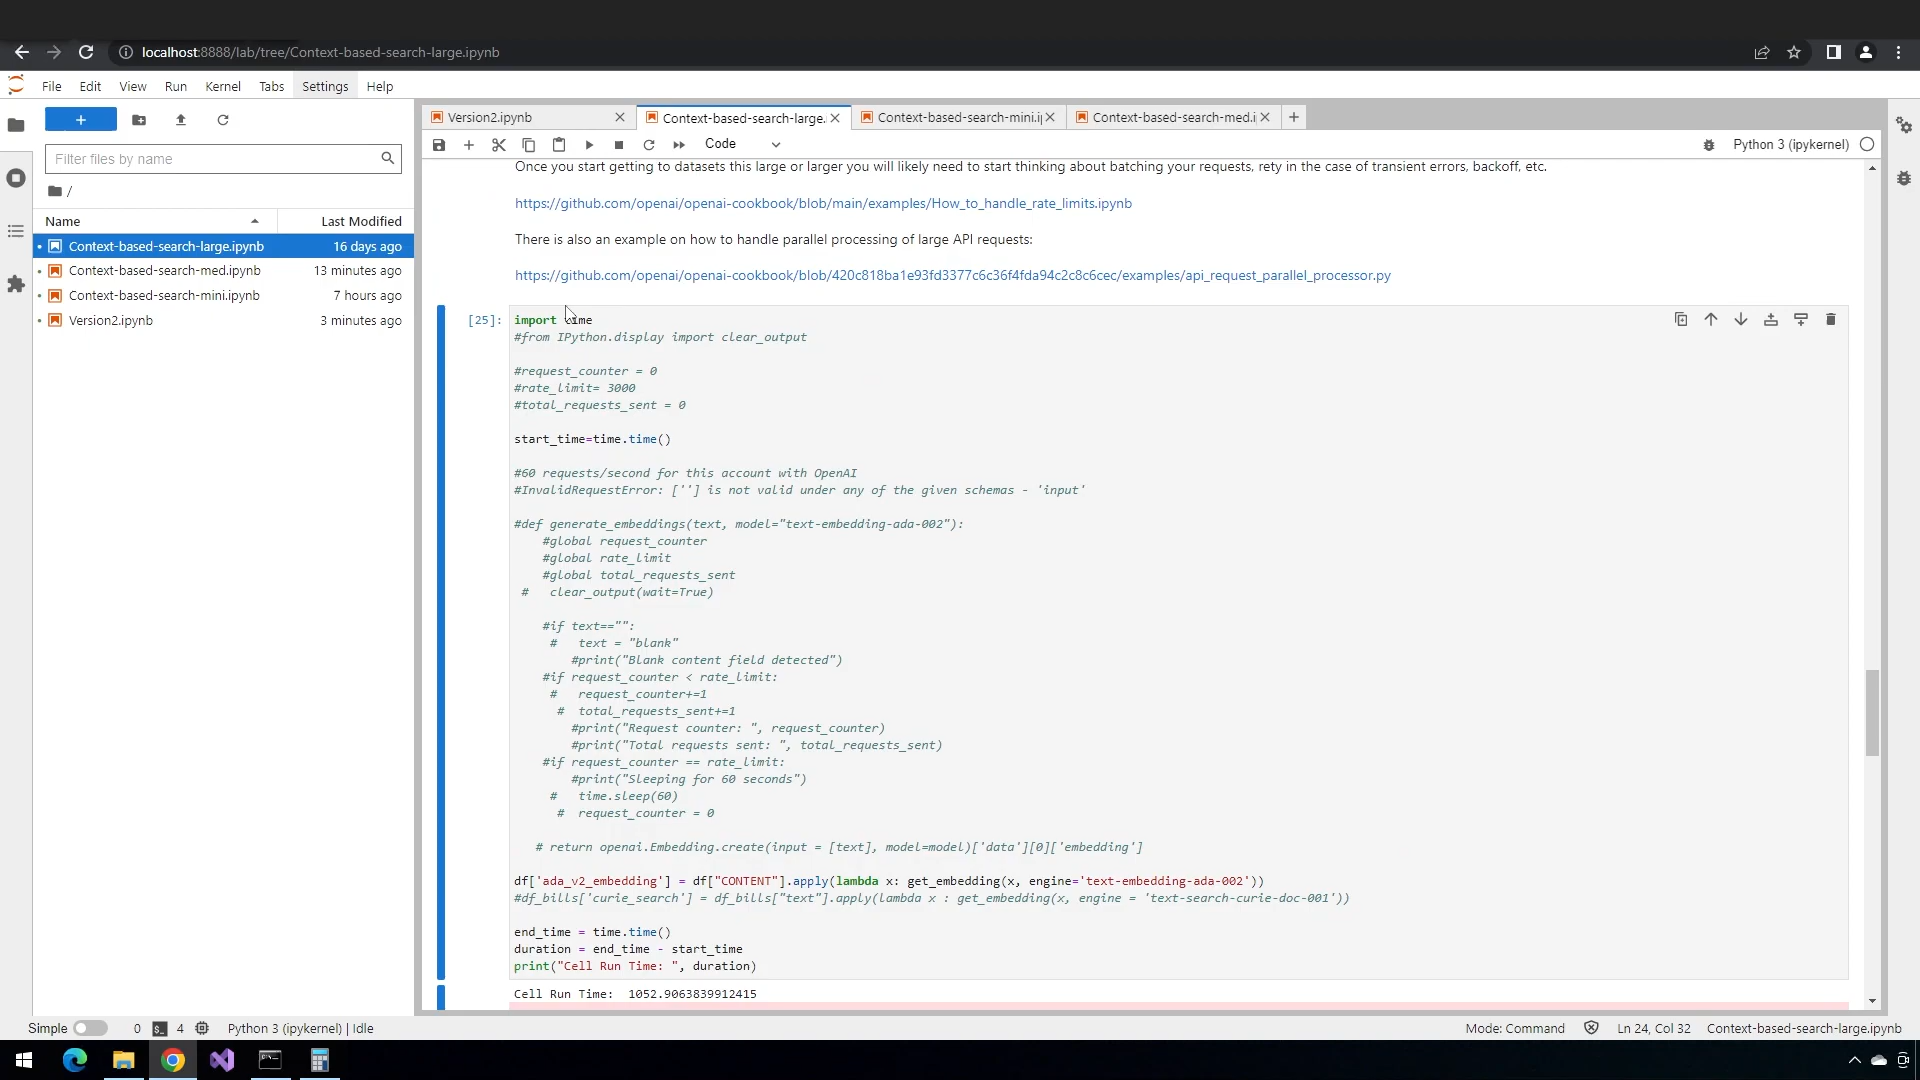 localhost:8888/lab/tree/Context-based-search-large.ipynb
File Edit View Run Kernel Tabs Settings Help
Filter files by name
/
Name Last Modified
Context-based-search-large.ipynb 16 days ago
Context-based-search-med.ipynb 13 minutes ago
Context-based-search-mini.ipynb 7 hours ago
Version2.ipynb 3 minutes ago
Version2.ipynb Context-based-search-large. Context-based-search-mini.i Context-based-search-med.i
Code Python 3 (ipykernel)
Once you start getting to datasets this large or larger you will likely need to start thinking about batching your requests, rety in the case of transient errors, backoff, etc.
https://github.com/openai/openai-cookbook/blob/main/examples/How_to_handle_rate_limits.ipynb
There is also an example on how to handle parallel processing of large API requests:
https://github.com/openai/openai-cookbook/blob/420c818ba1e93fd3377c6c36f4fda94c2c8c6cec/examples/api_request_parallel_processor.py
[25]: import time
#from IPython.display import clear_output
#request_counter = 0
#rate_limit= 3000
#total_requests_sent = 0
start_time=time.time()
#60 requests/second for this account with OpenAI
#InvalidRequestError: [''] is not valid under any of the given schemas - 'input'
#def generate_embeddings(text, model="text-embedding-ada-002"):
#global request_counter
#global rate_limit
#global total_requests_sent
# clear_output(wait=True)
#if text=="":
# text = "blank"
#print("Blank content field detected")
#if request_counter < rate_limit:
# request_counter+=1
# total_requests_sent+=1
#print("Request counter: ", request_counter)
#print("Total requests sent: ", total_requests_sent)
#if request_counter == rate_limit:
#print("Sleeping for 60 seconds")
# time.sleep(60)
# request_counter = 0
# return openai.Embedding.create(input = [text], model=model)['data'][0]['embedding']
df['ada_v2_embedding'] = df["CONTENT"].apply(lambda x: get_embedding(x, engine='text-embedding-ada-002'))
#df_bills['curie_search'] = df_bills["text"].apply(lambda x : get_embedding(x, engine = 'text-search-curie-doc-001'))
end_time = time.time()
duration = end_time - start_time
print("Cell Run Time: ", duration)
Cell Run Time: 1052.9063839912415
Simple 0 4 Python 3 (ipykernel) | Idle Mode: Command Ln 24, Col 32 Context-based-search-large.ipynb